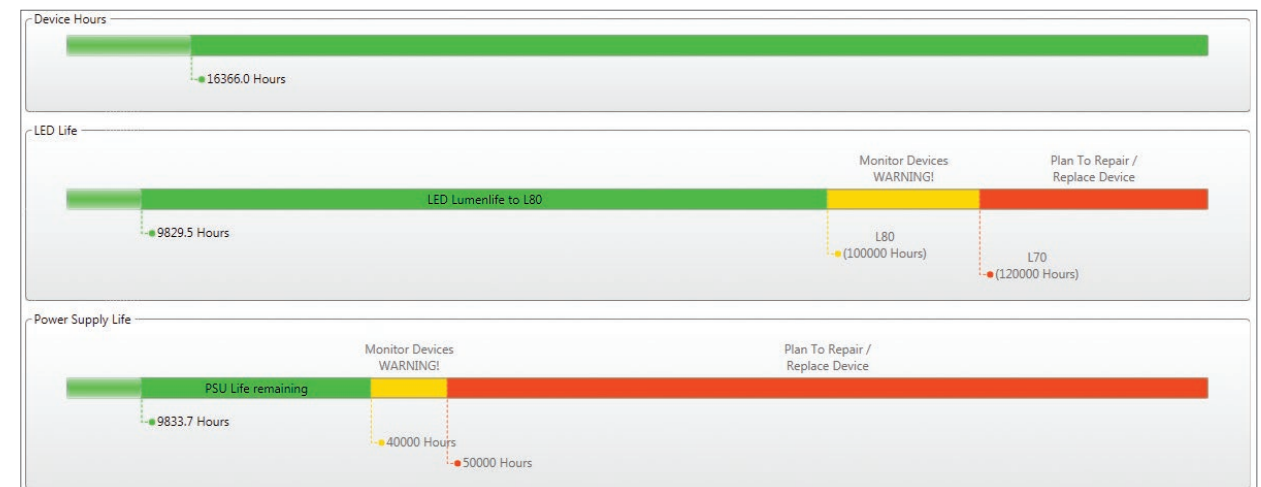 Device Hours
16366.0 Hours
LED Life
Monitor Devices
WARNING!
Plan To Repair /
Replace Device
LED Lumenlife to L80
9829.5 Hours
L80
(100000 Hours)
L70
(120000 Hours)
Power Supply Life
Monitor Devices
WARNING!
Plan To Repair /
Replace Device
PSU Life remaining
9833.7 Hours
40000 Hours
50000 Hours